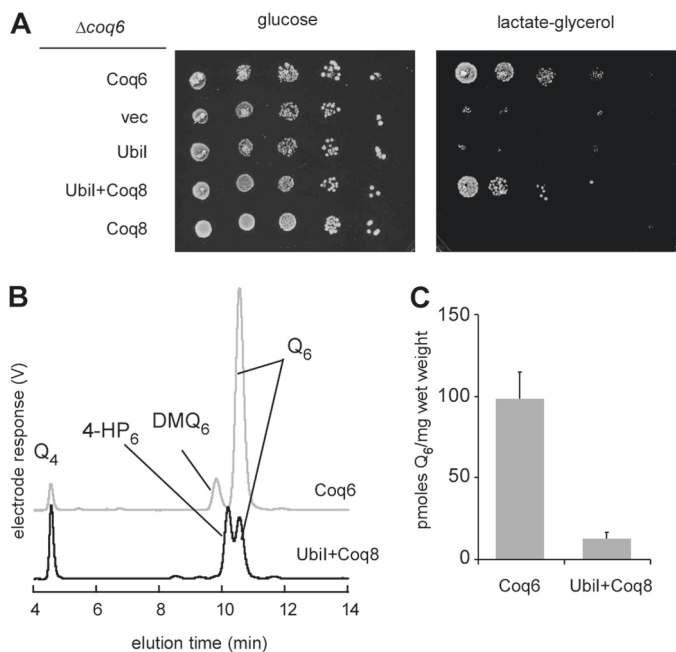 A
Δcoq6
glucose
lactate-glycerol
Coq6
vec
UbiI
UbiI+Coq8
Coq8
B
electrode response (V)
Q4
4-HP6
DMQ6
Q6
Coq6
UbiI+Coq8
4 6 8 10 12 14
elution time (min)
C
pmoles Q6/mg wet weight
150
100
50
0
Coq6 UbiI+Coq8